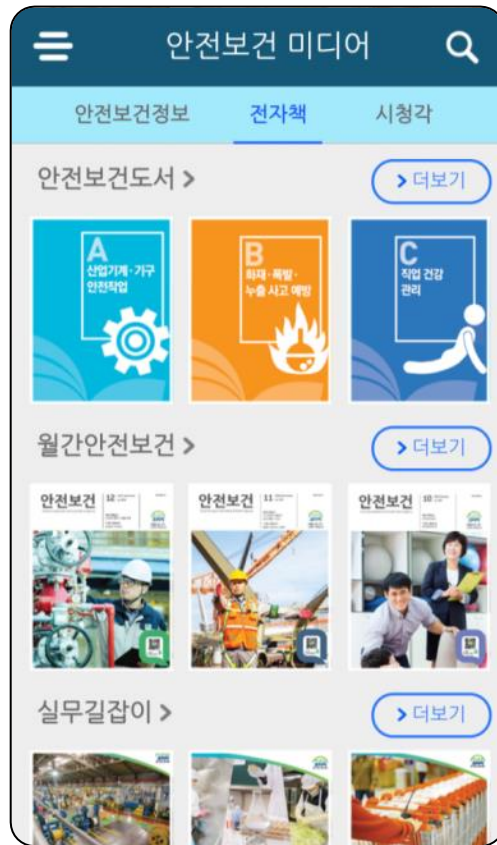 안전보건 미디어
안전보건정보 전자책 시청각
안전보건도서 >
> 더보기
A
산업기계·기구
안전작업
B
화재·폭발·
누출 사고 예방
C
직업 건강
관리
월간안전보건 >
> 더보기
안전보건 12
안전보건 11
안전보건 10
실무길잡이 >
> 더보기